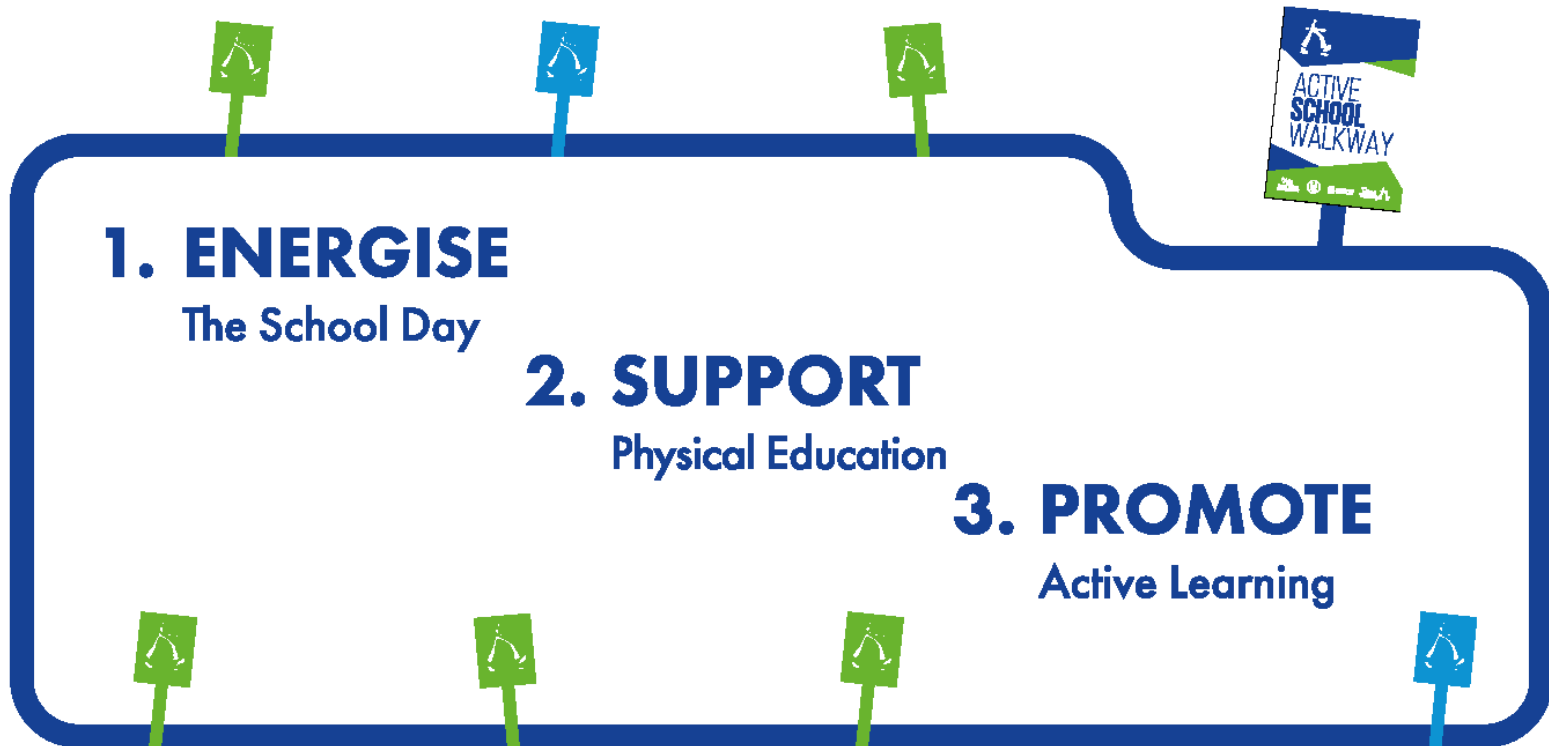 ACTIVE
SCHOOL
WALKWAY
1. ENERGISE
The School Day
2. SUPPORT
Physical Education
3. PROMOTE
Active Learning